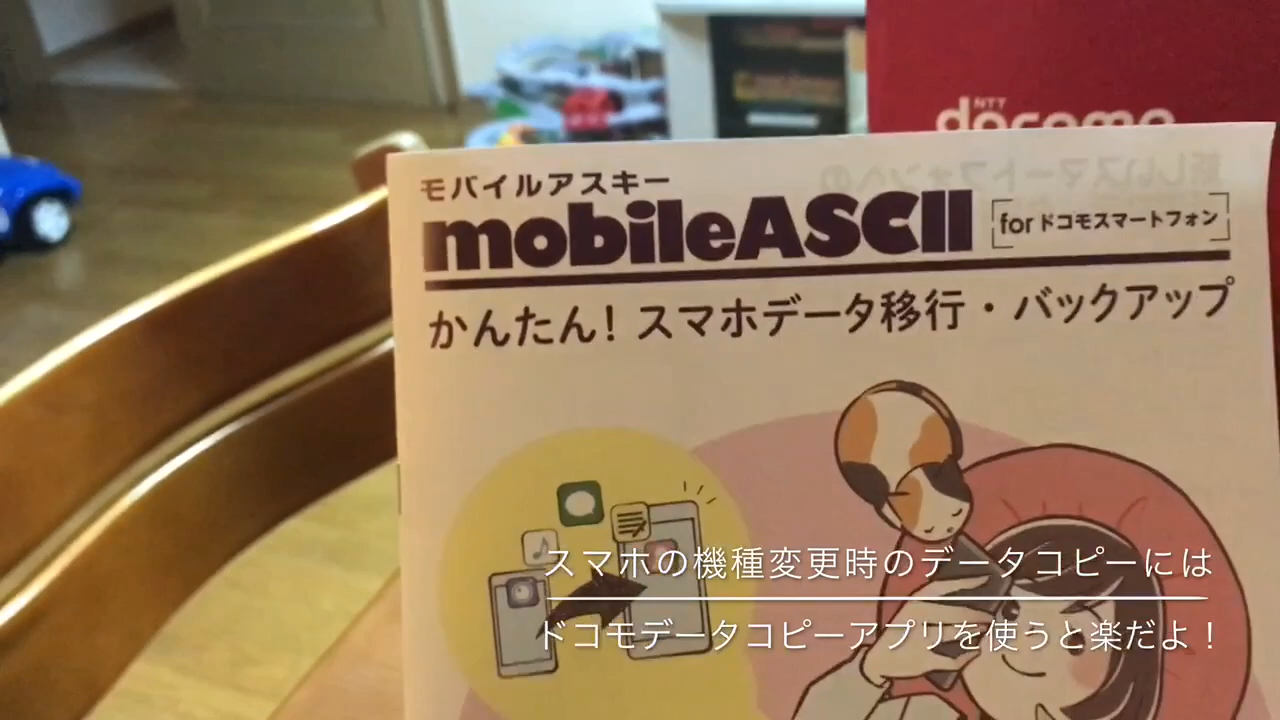 NTT
docomo
モバイルアスキー
mobileASCII
for ドコモスマートフォン
かんたん！スマホデータ移行・バックアップ
スマホの機種変更時のデータコピーには
ドコモデータコピーアプリを使うと楽だよ！